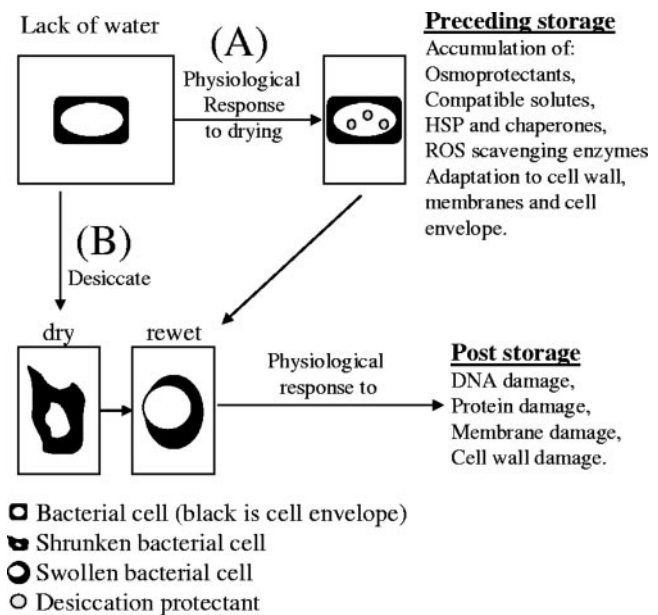 Lack of water
(A)
Physiological
Response
to drying
Preceding storage
Accumulation of:
Osmoprotectants,
Compatible solutes,
HSP and chaperones,
ROS scavenging enzymes
Adaptation to cell wall,
membranes and cell
envelope.
(B)
Desiccate
dry
rewet
Physiological
response to
Post storage
DNA damage,
Protein damage,
Membrane damage,
Cell wall damage.
Bacterial cell (black is cell envelope)
Shrunken bacterial cell
Swollen bacterial cell
Desiccation protectant